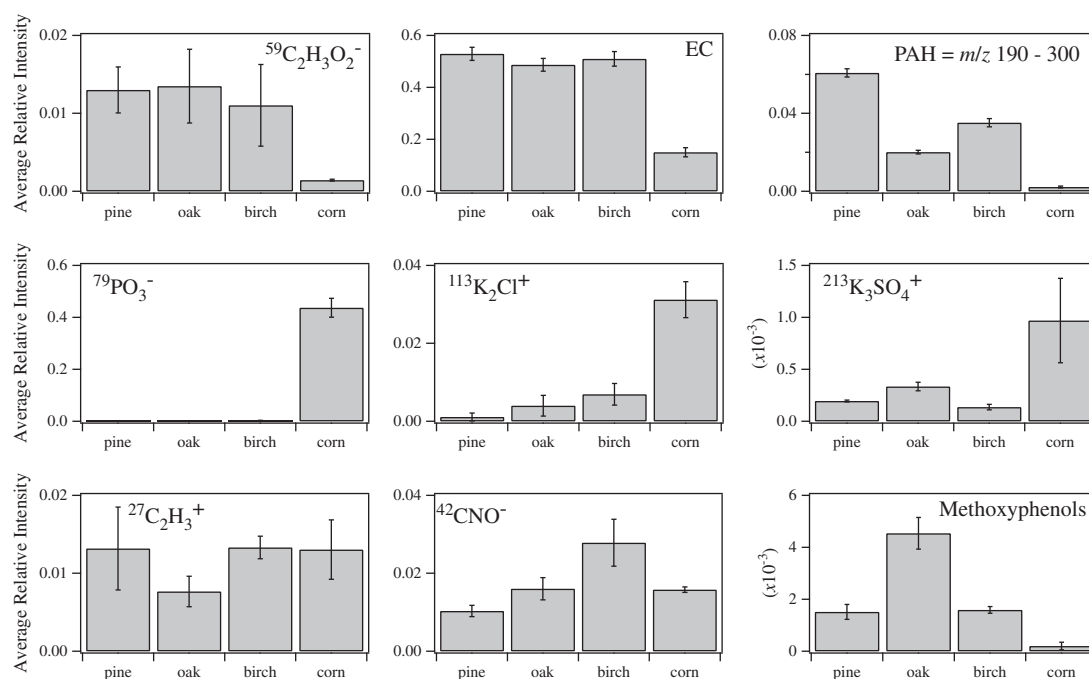 Average Relative Intensity
0.02
0.01
0.00
⁵⁹C₂H₃O₂⁻
pine oak birch corn
0.6
0.4
0.2
0.0
EC
pine oak birch corn
0.08
0.04
0.00
PAH = m/z 190 - 300
pine oak birch corn
Average Relative Intensity
0.6
0.4
0.2
0.0
⁷⁹PO₃⁻
pine oak birch corn
0.04
0.00
¹¹³K₂Cl⁺
pine oak birch corn
(x10⁻³)
1.5
1.0
0.5
0.0
²¹³K₃SO₄⁺
pine oak birch corn
Average Relative Intensity
0.02
0.01
0.00
²⁷C₂H₃⁺
pine oak birch corn
0.04
0.02
0.00
⁴²CNO⁻
pine oak birch corn
(x10⁻³)
6
4
2
0
Methoxyphenols
pine oak birch corn